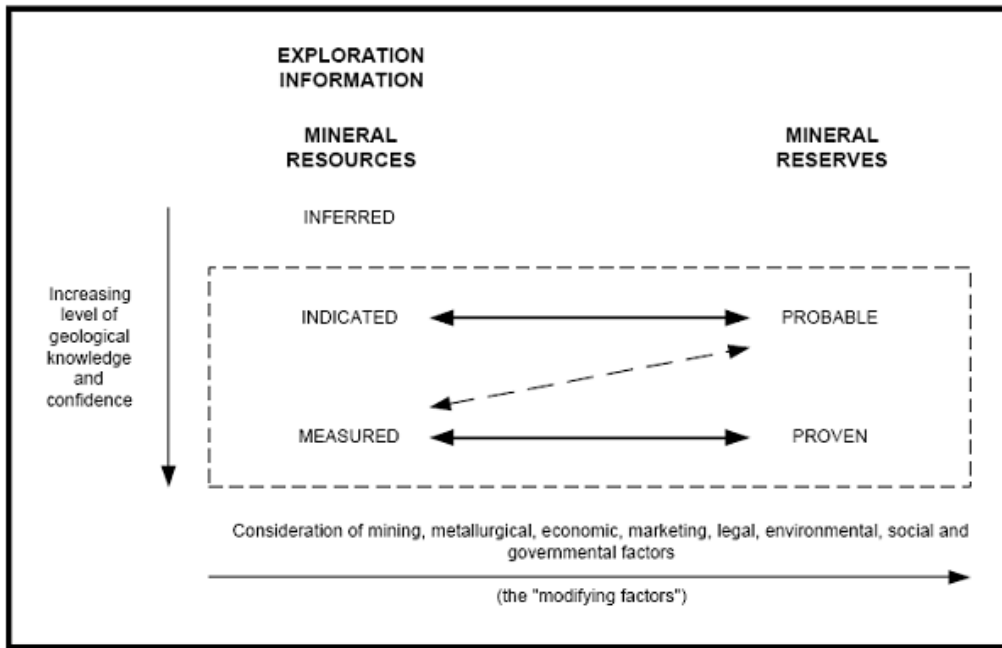 EXPLORATION
INFORMATION
MINERAL
RESOURCES
MINERAL
RESERVES
INFERRED
Increasing
level of
geological
knowledge
and
confidence
INDICATED
PROBABLE
MEASURED
PROVEN
Consideration of mining, metallurgical, economic, marketing, legal, environmental, social and
governmental factors
(the "modifying factors")